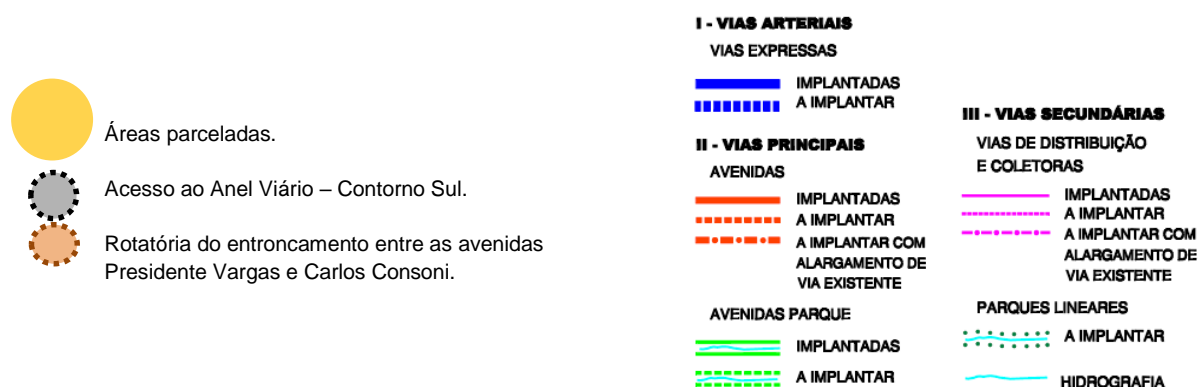 Áreas parceladas.
Acesso ao Anel Viário – Contorno Sul.
Rotatória do entroncamento entre as avenidas
Presidente Vargas e Carlos Consoni.
I - VIAS ARTERIAIS
VIAS EXPRESSAS
IMPLANTADAS
A IMPLANTAR
II - VIAS PRINCIPAIS
AVENIDAS
IMPLANTADAS
A IMPLANTAR
A IMPLANTAR COM
ALARGAMENTO DE
VIA EXISTENTE
AVENIDAS PARQUE
IMPLANTADAS
A IMPLANTAR
III - VIAS SECUNDÁRIAS
VIAS DE DISTRIBUIÇÃO
E COLETORAS
IMPLANTADAS
A IMPLANTAR
A IMPLANTAR COM
ALARGAMENTO DE
VIA EXISTENTE
PARQUES LINEARES
A IMPLANTAR
HIDROGRAFIA